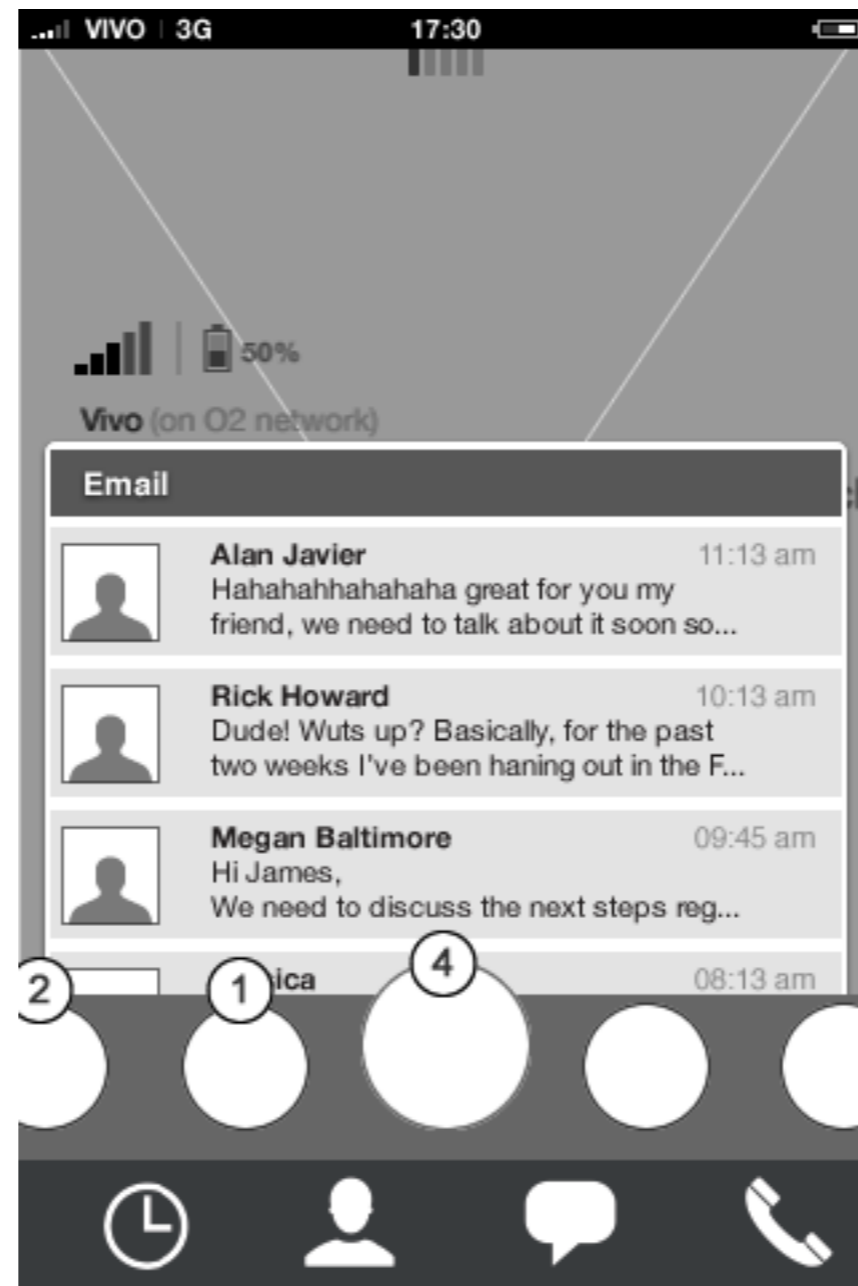 VIVO 3G 17:30
50%
Vivo (on O2 network)
Email
Alan Javier 11:13 am
Hahahahhahahaha great for you my
friend, we need to talk about it soon so...
Rick Howard 10:13 am
Dude! Wuts up? Basically, for the past
two weeks I've been haning out in the F...
Megan Baltimore 09:45 am
Hi James,
We need to discuss the next steps reg...
08:13 am
2 1 4